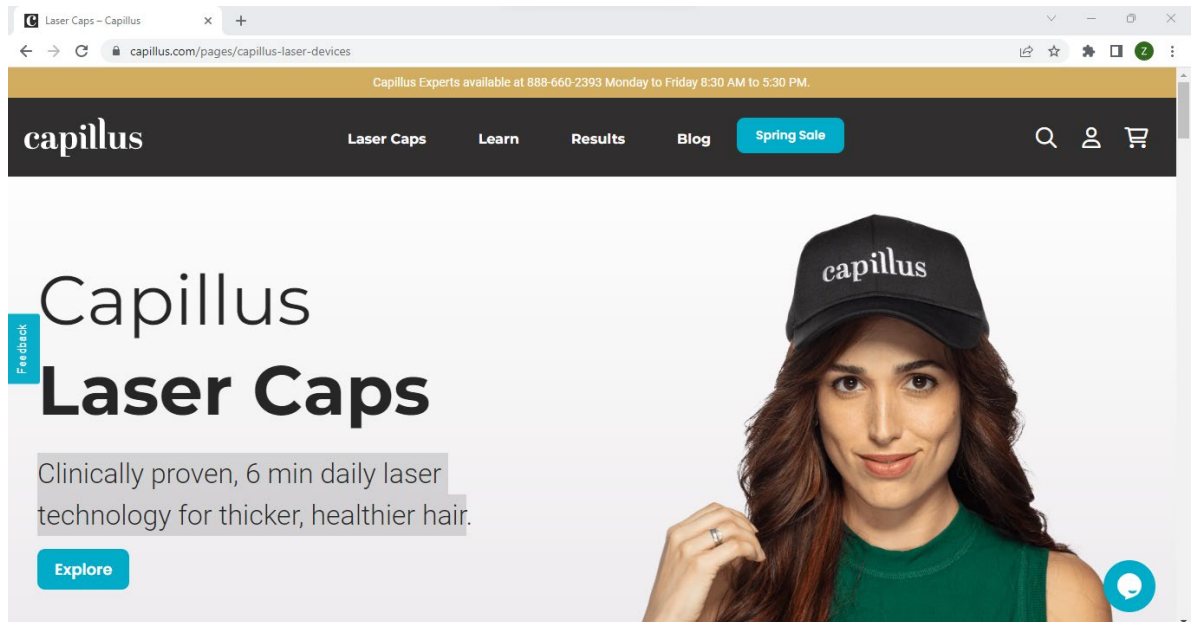 Laser Caps – Capillus
capillus.com/pages/capillus-laser-devices
Z
Capillus Experts available at 888-660-2393 Monday to Friday 8:30 AM to 5:30 PM.
capillus
Laser Caps Learn Results Blog Spring Sale
capillus
Capillus
Laser Caps
Feedback
Clinically proven, 6 min daily laser
technology for thicker, healthier hair.
Explore